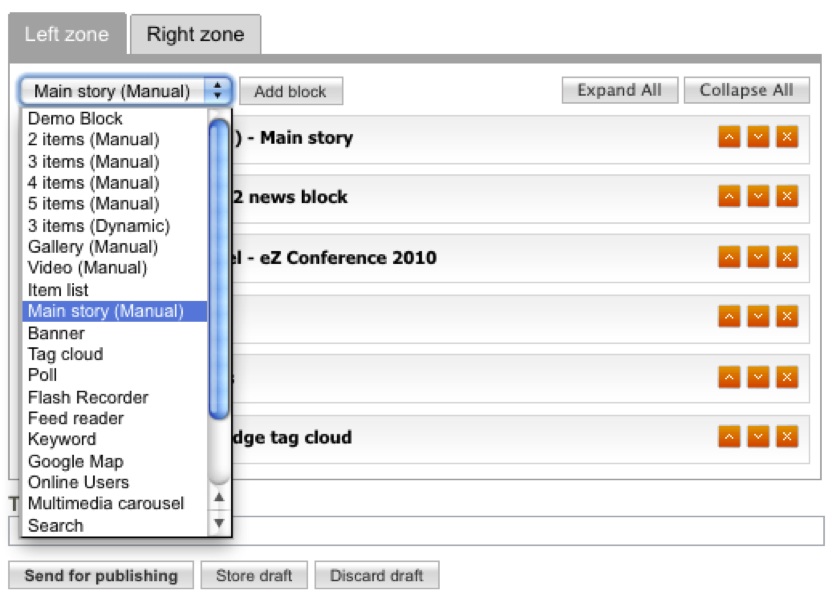 Left zone
Right zone
Main story (Manual)
Add block
Expand All
Collapse All
Demo Block
2 items (Manual)
3 items (Manual)
4 items (Manual)
5 items (Manual)
3 items (Dynamic)
Gallery (Manual)
Video (Manual)
Item list
Main story (Manual)
Banner
Tag cloud
Poll
Flash Recorder
Feed reader
Keyword
Google Map
Online Users
Multimedia carousel
Search
) - Main story
2 news block
- eZ Conference 2010
tag cloud
Send for publishing
Store draft
Discard draft